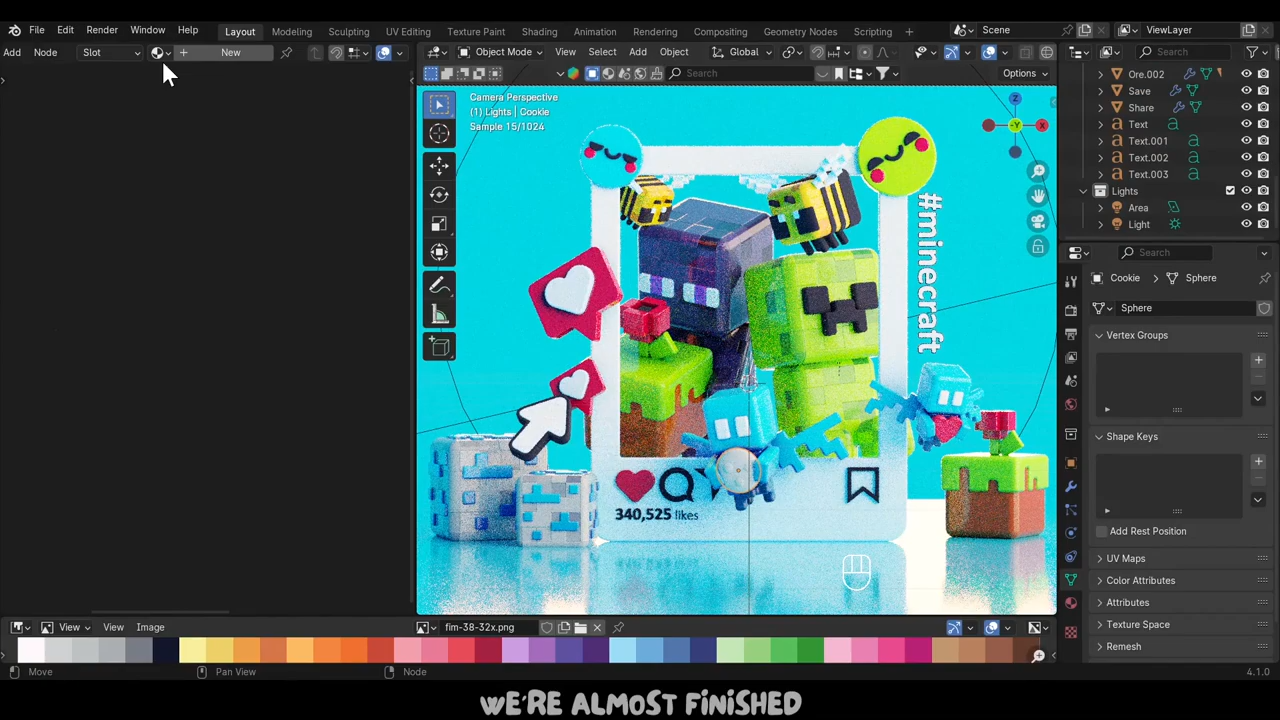 File Edit Render Window Help Layout Modeling Sculpting UV Editing Texture Paint Shading Animation Rendering Compositing Geometry Nodes Scripting Scene ViewLayer
Add Node Slot New Object Mode View Select Add Object Global Search
Search Options
Camera Perspective
(1) Lights | Cookie
Sample 15/1024
Ore.002
Save
Share
Text
Text.001
Text.002
Text.003
Lights
Area
Light
Z
-Y
X
#minecraft
340,525 likes
Search
Cookie Sphere
Sphere
Vertex Groups
Shape Keys
Add Rest Position
UV Maps
Color Attributes
Attributes
Texture Space
Remesh
View View Image fim-38-32x.png
Move Pan View Node 4.1.0
WE'RE ALMOST FINISHED